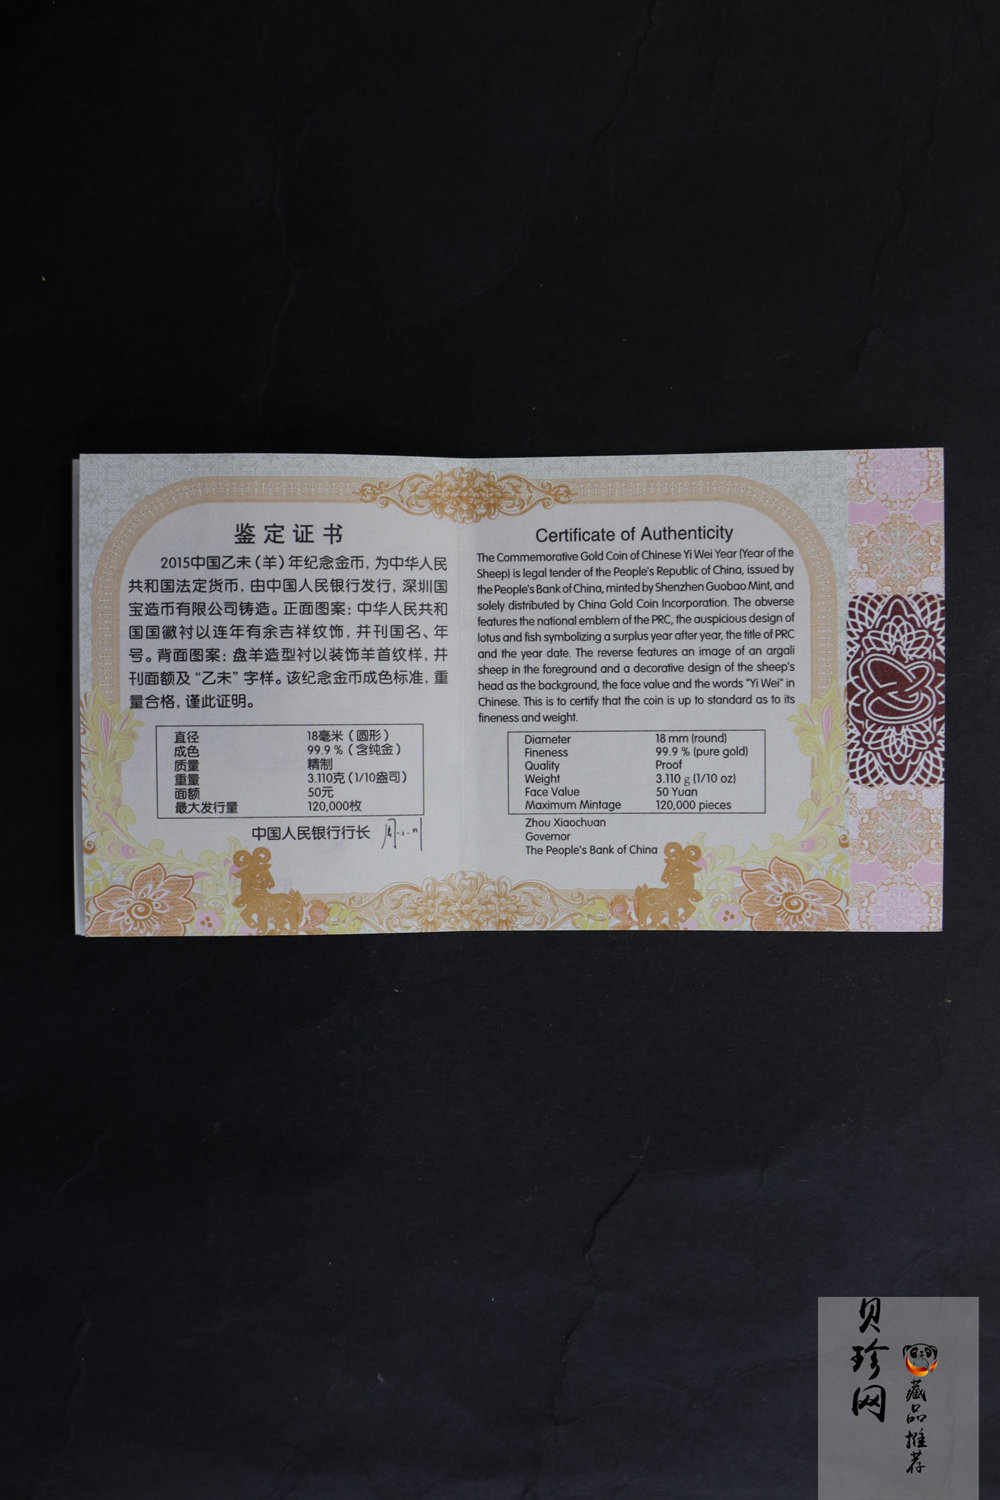 鉴定证书
2015中国乙未（羊）年纪念金币，为中华人民
共和国法定货币，由中国人民银行发行，深圳国
宝造币有限公司铸造。正面图案：中华人民共和
国国徽衬以连年有余吉祥纹饰，并刊国名、年
号。背面图案：盘羊造型衬以装饰羊首纹样，并
刊面额及“乙未”字样。该纪念金币成色标准，重
量合格，谨此证明。
直径 18毫米（圆形）
成色 99.9 %（含纯金）
质量 精制
重量 3.110克（1/10盎司）
面额 50元
最大发行量 120,000枚
中国人民银行行长
Certificate of Authenticity
The Commemorative Gold Coin of Chinese Yi Wei Year (Year of the
Sheep) is legal tender of the People's Republic of China, issued by
the People's Bank of China, minted by Shenzhen Guobao Mint, and
solely distributed by China Gold Coin Incorporation. The obverse
features the national emblem of the PRC, the auspicious design of
lotus and fish symbolizing a surplus year after year, the title of PRC
and the year date. The reverse features an image of an argali
sheep in the foreground and a decorative design of the sheep's
head as the background, the face value and the words "Yi Wei" in
Chinese. This is to certify that the coin is up to standard as to its
fineness and weight.
Diameter 18 mm (round)
Fineness 99.9 % (pure gold)
Quality Proof
Weight 3.110 g (1/10 oz)
Face Value 50 Yuan
Maximum Mintage 120,000 pieces
Zhou Xiaochuan
Governor
The People's Bank of China
贝珍网
藏品推荐